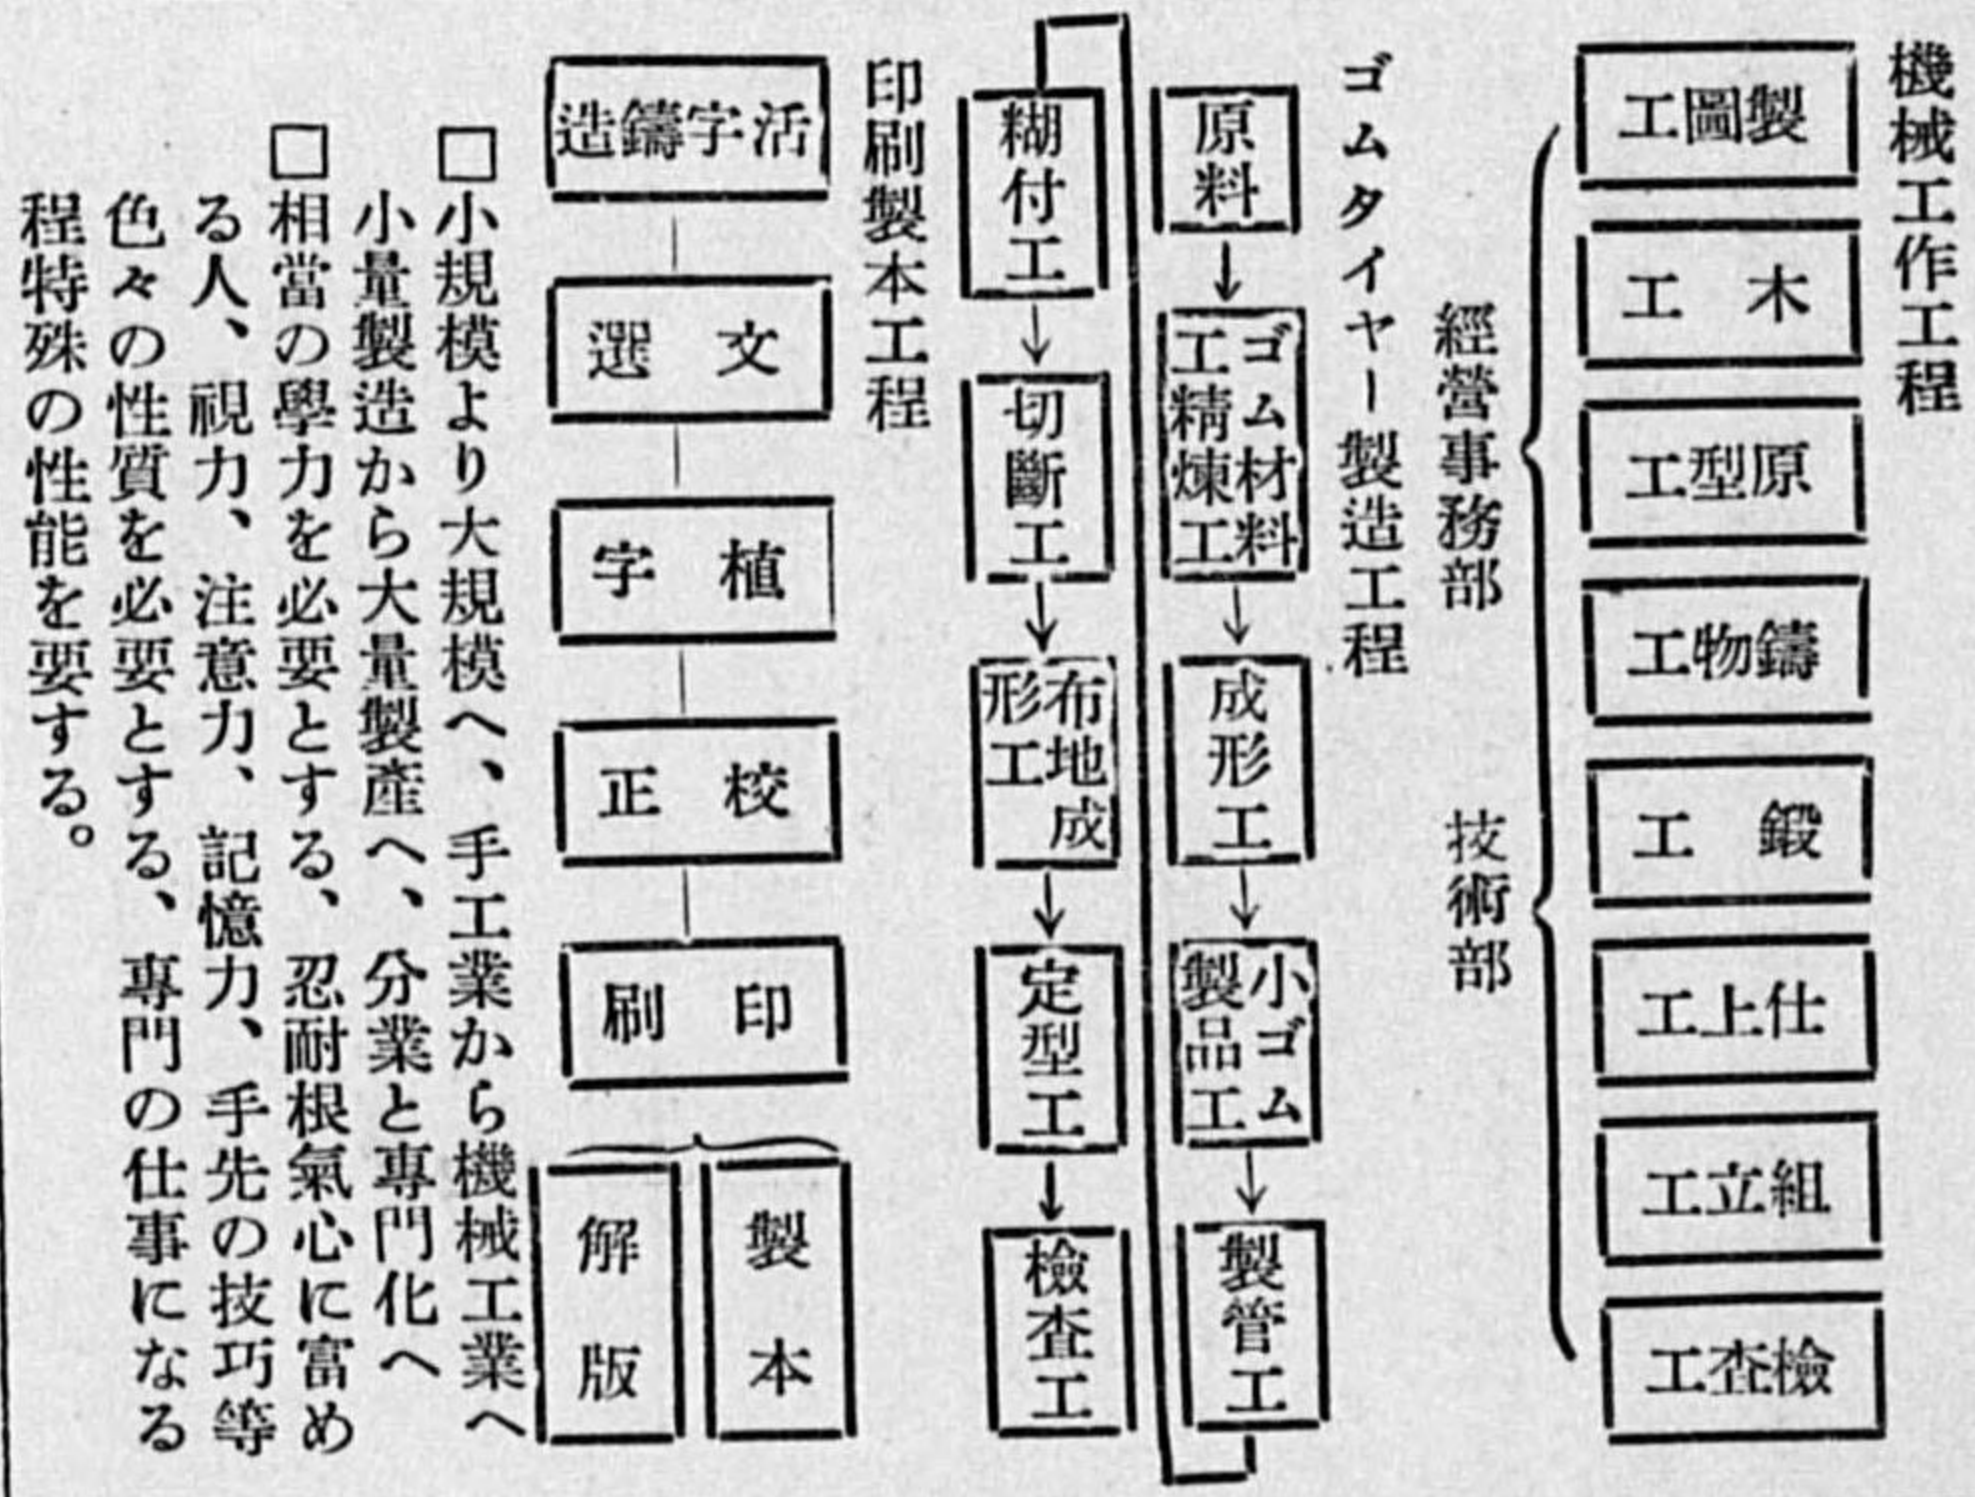 機械工作工程
製圖工
木工
原型工
鑄物工
鍛工
仕上工
組立工
檢査工
經營事務部
技術部
ゴムタイヤー製造工程
原料
ゴム材料
工精煉工
成形工
小ゴム
製品工
製管工
糊付工
切斷工
布地成
形工
定型工
檢査工
印刷製本工程
活字鑄造
文選
植字
校正
印刷
製本
解版
□小規模より大規模へ、手工業から機械工業へ
小量製造から大量製產へ、分業と專門化へ
□相當の學力を必要とする、忍耐根氣心に富め
る人、視力、注意力、記憶力、手先の技巧等
色々の性質を必要とする、專門の仕事になる
程特殊の性能を要する。